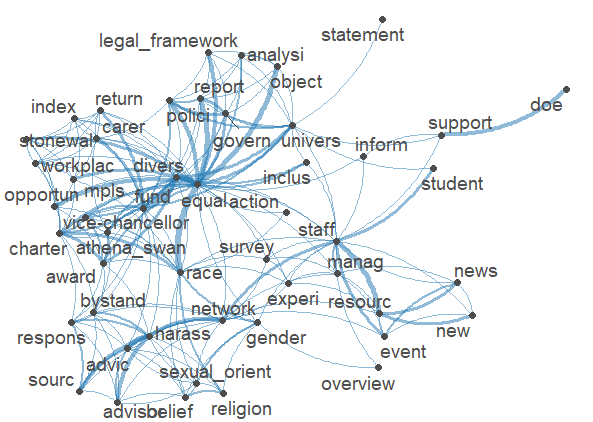 statement
legal_framework
analysi
object
report
polici
index
return
carer
doe
support
govern
univers
stonewal
inform
workplac
divers
inclus
student
opportun
mpls
fund
equal
action
vice-chancellor
staff
charter
athena_swan
survey
manag
award
race
news
experi
bystand
network
resourc
new
respons
harass
gender
event
advic
sourc
sexual_orient
overview
advisor
belief
religion